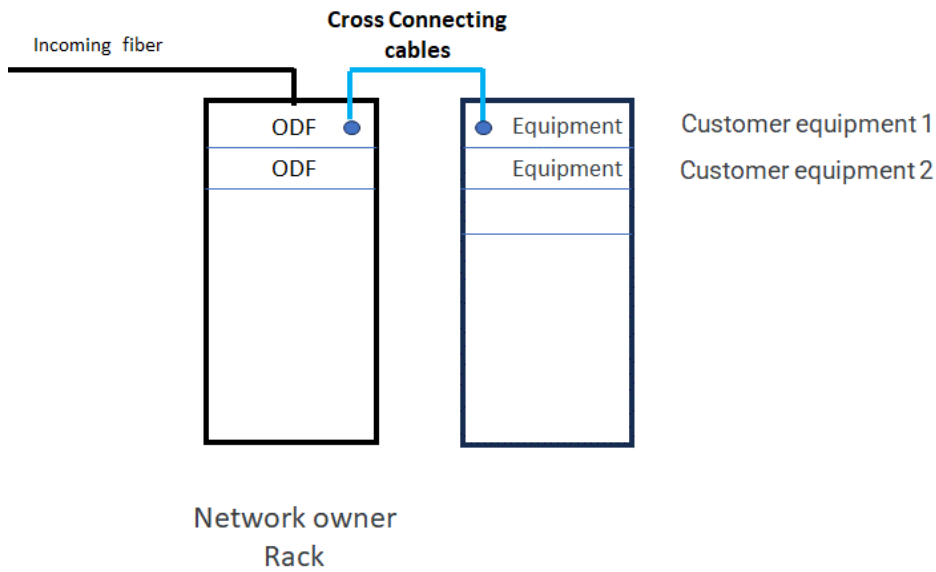 Cross Connecting
cables
Incoming fiber
ODF
Equipment
Customer equipment 1
ODF
Equipment
Customer equipment 2
Network owner
Rack